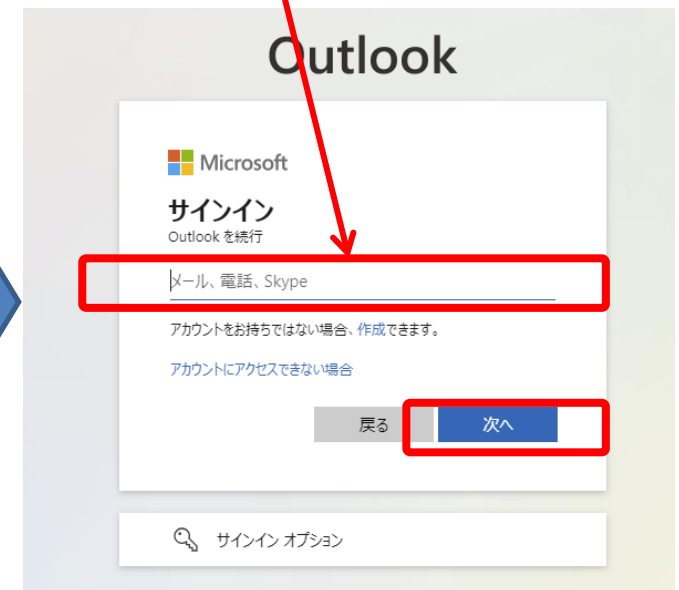 Outlook
Microsoft
サインイン
Outlook を続行
メール、電話、Skype
アカウントをお持ちではない場合、作成できます。
アカウントにアクセスできない場合
戻る 次へ
サインイン オプション